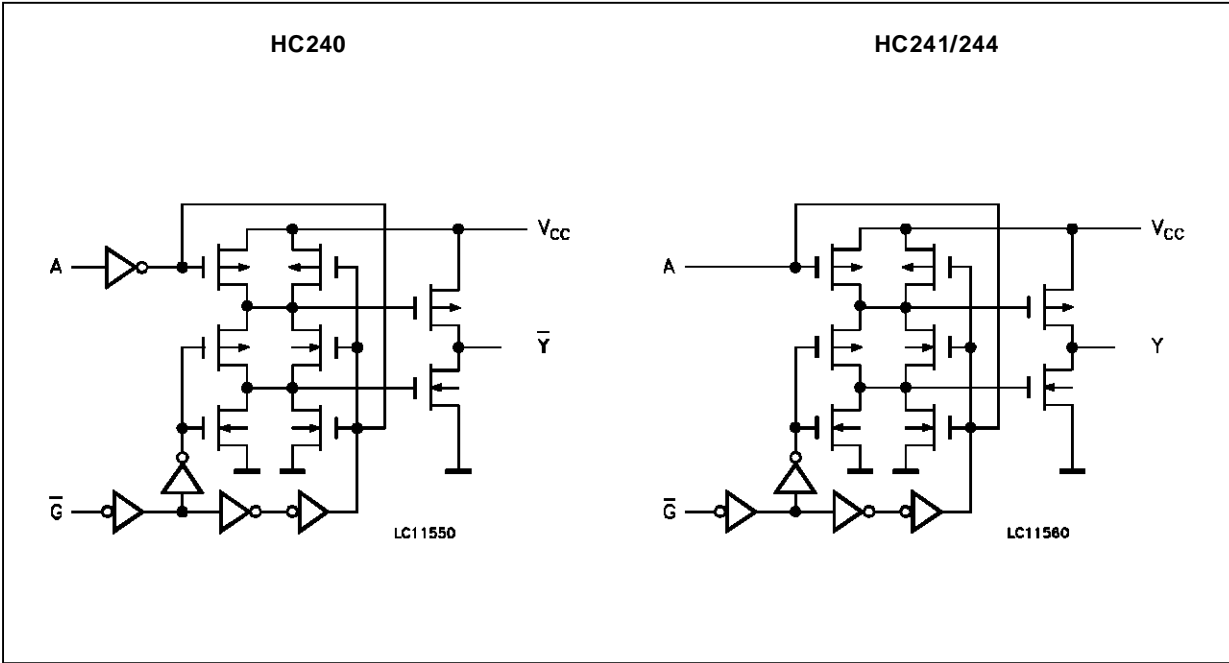 HC240
HC241/244
A
V_CC
Y̅
G̅
LC11550
A
V_CC
Y
G̅
LC11560